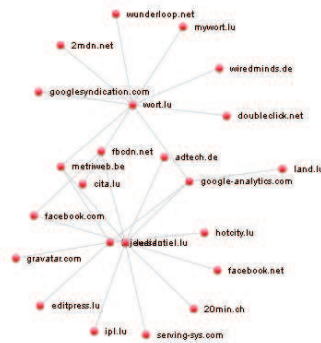 wunderloop.net
mywort.lu
2mdn.net
wiredminds.de
googlesyndication.com
wort.lu
doubleclick.net
fbcdn.net
adtech.de
metriweb.be
land.lu
cita.lu
google-analytics.com
facebook.com
hotcity.lu
gravatar.com
facebook.net
editpress.lu
20min.ch
ipl.lu
serving-sys.com